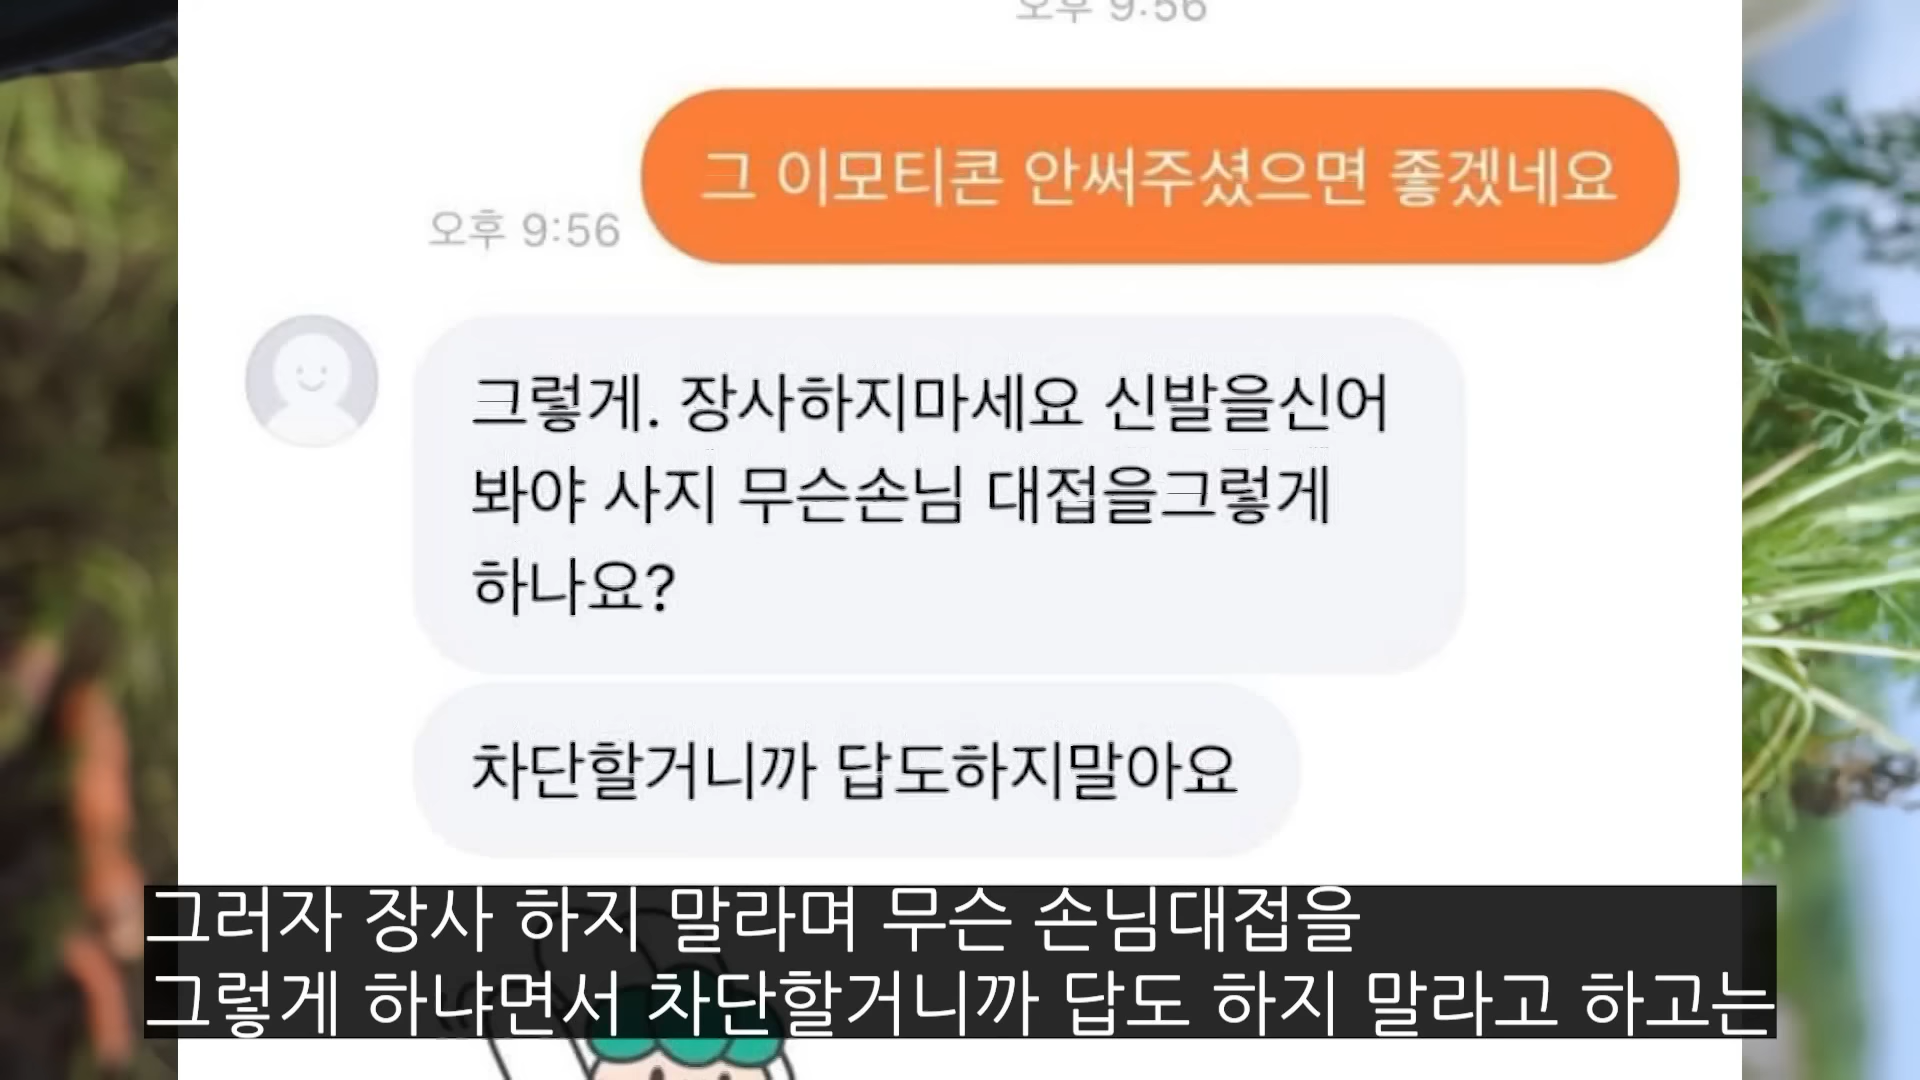 오후 9:56
그 이모티콘 안써주셨으면 좋겠네요
오후 9:56
그렇게. 장사하지마세요 신발을신어
봐야 사지 무슨손님 대접을그렇게
하나요?
차단할거니까 답도하지말아요
그러자 장사 하지 말라며 무슨 손님대접을
그렇게 하냐면서 차단할거니까 답도 하지 말라고 하고는